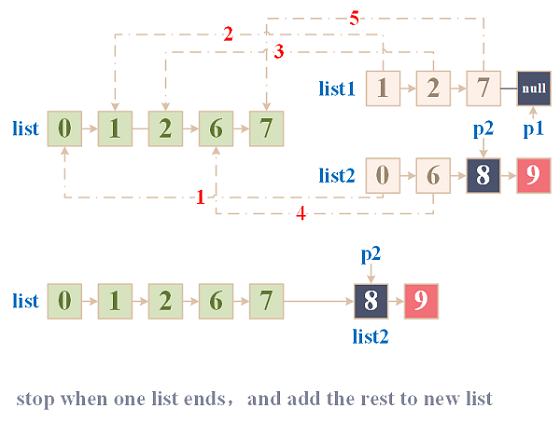 5
2
3
list1 1 2 7 null
p1
list 0 1 2 6 7
p2
list2 0 6 8 9
1
4
p2
list 0 1 2 6 7 8 9
list2
stop when one list ends，and add the rest to new list